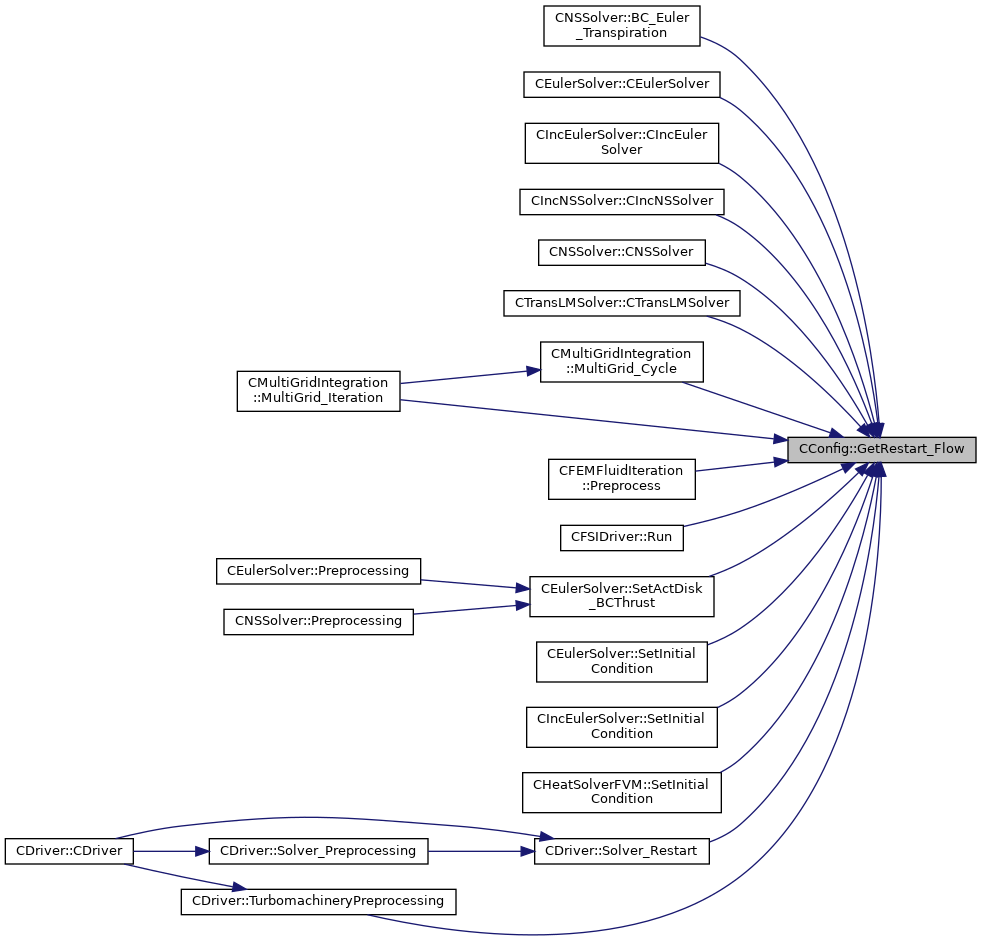 CNSSolver::BC_Euler
_Transpiration
CEulerSolver::CEulerSolver
CIncEulerSolver::CIncEuler
Solver
CIncNSSolver::CIncNSSolver
CNSSolver::CNSSolver
CTransLMSolver::CTransLMSolver
CMultiGridIntegration
::MultiGrid_Cycle
CMultiGridIntegration
::MultiGrid_Iteration
CConfig::GetRestart_Flow
CFEMFluidIteration
::Preprocess
CFSIDriver::Run
CEulerSolver::Preprocessing
CEulerSolver::SetActDisk
_BCThrust
CNSSolver::Preprocessing
CEulerSolver::SetInitial
Condition
CIncEulerSolver::SetInitial
Condition
CHeatSolverFVM::SetInitial
Condition
CDriver::CDriver
CDriver::Solver_Preprocessing
CDriver::Solver_Restart
CDriver::TurbomachineryPreprocessing